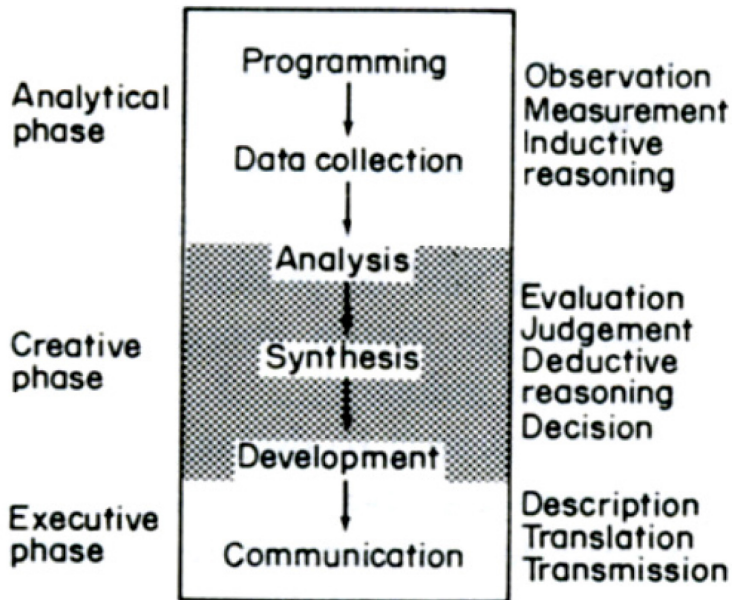 Analytical
phase
Programming
Data collection
Observation
Measurement
Inductive
reasoning
Creative
phase
Analysis
Synthesis
Development
Evaluation
Judgement
Deductive
reasoning
Decision
Executive
phase
Communication
Description
Translation
Transmission